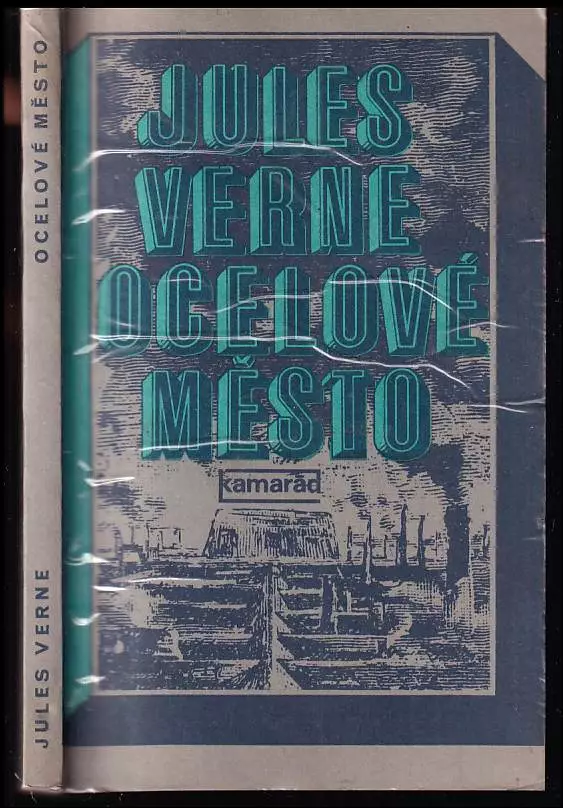 JULES
VERNE
OCELOVÉ
MĚSTO
kamarád
JULES VERNE
OCELOVÉ MĚSTO